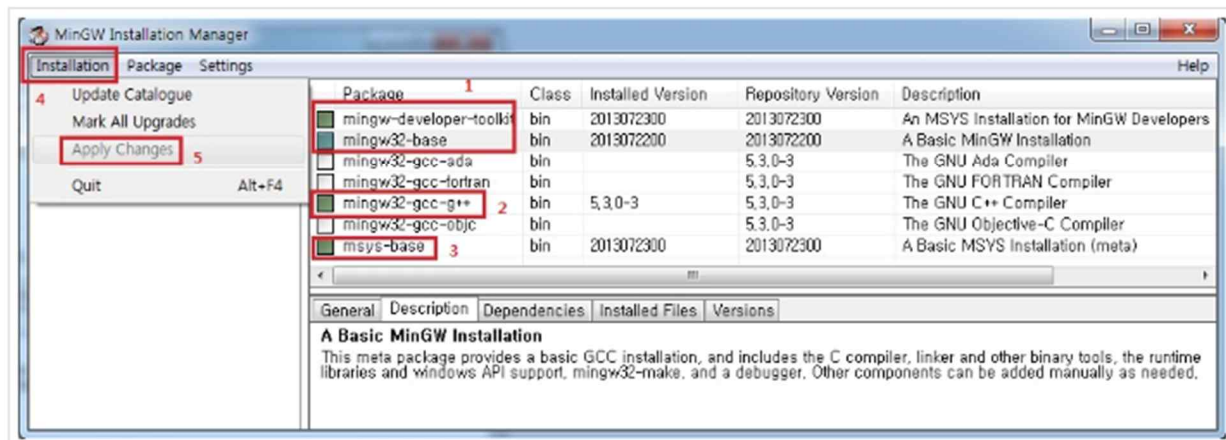 MinGW Installation Manager
Installation Package Settings Help
4 Update Catalogue
Mark All Upgrades
Apply Changes 5
Quit Alt+F4
1
Package Class Installed Version Repository Version Description
mingw-developer-toolkit bin 2013072300 2013072300 An MSYS Installation for MinGW Developers
mingw32-base bin 2013072200 2013072200 A Basic MinGW Installation
mingw32-gcc-ada bin 5,3,0-3 The GNU Ada Compiler
mingw32-gcc-fortran bin 5,3,0-3 The GNU FORTRAN Compiler
mingw32-gcc-g++ 2 bin 5,3,0-3 5,3,0-3 The GNU C++ Compiler
mingw32-gcc-objc bin 5,3,0-3 The GNU Objective-C Compiler
msys-base 3 bin 2013072300 2013072300 A Basic MSYS Installation (meta)
General Description Dependencies Installed Files Versions
A Basic MinGW Installation
This meta package provides a basic GCC installation, and includes the C compiler, linker and other binary tools, the runtime
libraries and windows API support, mingw32-make, and a debugger, Other components can be added manually as needed,